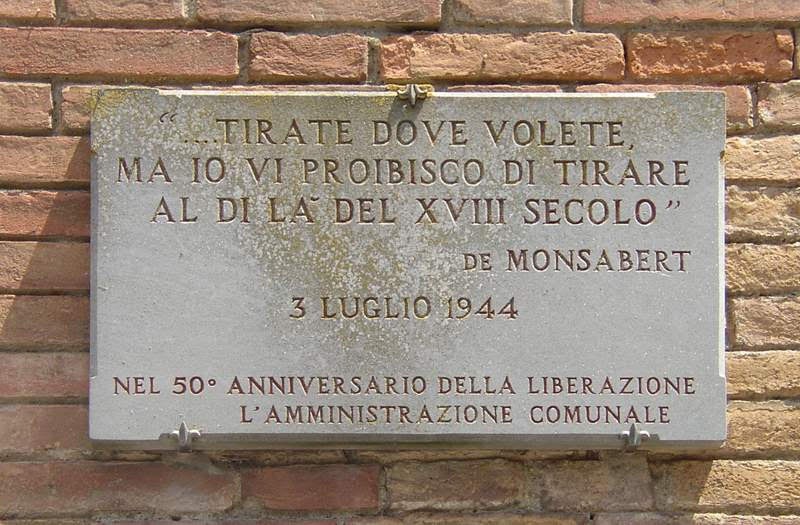 "....TIRATE DOVE VOLETE,
MA IO VI PROIBISCO DI TIRARE
AL DI LÀ DEL XVIII SECOLO"
DE MONSABERT
3 LUGLIO 1944
NEL 50° ANNIVERSARIO DELLA LIBERAZIONE
L'AMMINISTRAZIONE COMUNALE